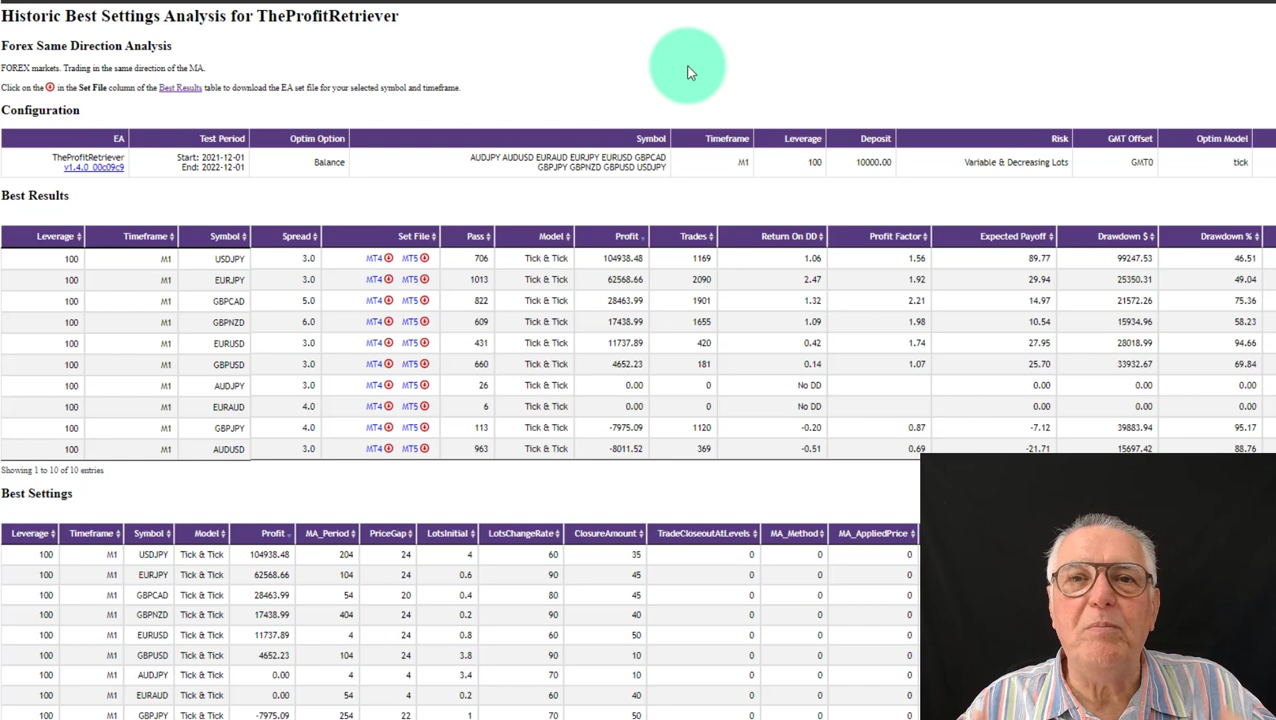 Historic Best Settings Analysis for TheProfitRetriever
Forex Same Direction Analysis
FOREX markets. Trading in the same direction of the MA.
Click on the in the Set File column of the Best Results table to download the EA set file for your selected symbol and timeframe.
Configuration
EA Test Period Optim Option Symbol Timeframe Leverage Deposit Risk GMT Offset Optim Model
TheProfitRetriever Start: 2021-12-01 Balance AUDJPY AUDUSD EURAUD EURJPY EURUSD GBPCAD M1 100 10000.00 Variable & Decreasing Lots GMT0 tick
v1.4.0_00c09c9 End: 2022-12-01 GBPJPY GBPNZD GBPUSD USDJPY
Best Results
Leverage Timeframe Symbol Spread Set File Pass Model Profit Trades Return On DD Profit Factor Expected Payoff Drawdown $ Drawdown %
100 M1 USDJPY 3.0 MT4 MT5 706 Tick & Tick 104938.48 1169 1.06 1.56 89.77 99247.53 46.51
100 M1 EURJPY 3.0 MT4 MT5 1013 Tick & Tick 62568.66 2090 2.47 1.92 29.94 25350.31 49.04
100 M1 GBPCAD 5.0 MT4 MT5 822 Tick & Tick 28463.99 1901 1.32 2.21 14.97 21572.26 75.36
100 M1 GBPNZD 6.0 MT4 MT5 609 Tick & Tick 17438.99 1655 1.09 1.98 10.54 15934.96 58.23
100 M1 EURUSD 3.0 MT4 MT5 431 Tick & Tick 11737.89 420 0.42 1.74 27.95 28018.99 94.66
100 M1 GBPUSD 3.0 MT4 MT5 660 Tick & Tick 4652.23 181 0.14 1.07 25.70 33932.67 69.84
100 M1 AUDJPY 3.0 MT4 MT5 26 Tick & Tick 0.00 0 No DD 0.00 0.00 0.00
100 M1 EURAUD 4.0 MT4 MT5 6 Tick & Tick 0.00 0 No DD 0.00 0.00 0.00
100 M1 GBPJPY 4.0 MT4 MT5 113 Tick & Tick -7975.09 1120 -0.20 0.87 -7.12 39883.94 95.17
100 M1 AUDUSD 3.0 MT4 MT5 963 Tick & Tick -8011.52 369 -0.51 0.69 -21.71 15697.42 88.76
Showing 1 to 10 of 10 entries
Best Settings
Leverage Timeframe Symbol Model Profit MA_Period PriceGap LotsInitial LotsChangeRate ClosureAmount TradeCloseoutAtLevels MA_Method MA_AppliedPrice
100 M1 USDJPY Tick & Tick 104938.48 204 24 4 60 35 0 0 0
100 M1 EURJPY Tick & Tick 62568.66 104 24 0.6 90 45 0 0 0
100 M1 GBPCAD Tick & Tick 28463.99 54 20 0.4 80 45 0 0 0
100 M1 GBPNZD Tick & Tick 17438.99 404 24 0.2 90 40 0 0 0
100 M1 EURUSD Tick & Tick 11737.89 4 24 0.8 60 50 0 0 0
100 M1 GBPUSD Tick & Tick 4652.23 104 24 3.8 90 10 0 0 0
100 M1 AUDJPY Tick & Tick 0.00 4 4 3.4 70 10 0 0 0
100 M1 EURAUD Tick & Tick 0.00 54 4 0.2 60 40 0 0 0
100 M1 GBPJPY Tick & Tick -7975.09 254 22 1 70 50 0 0 0